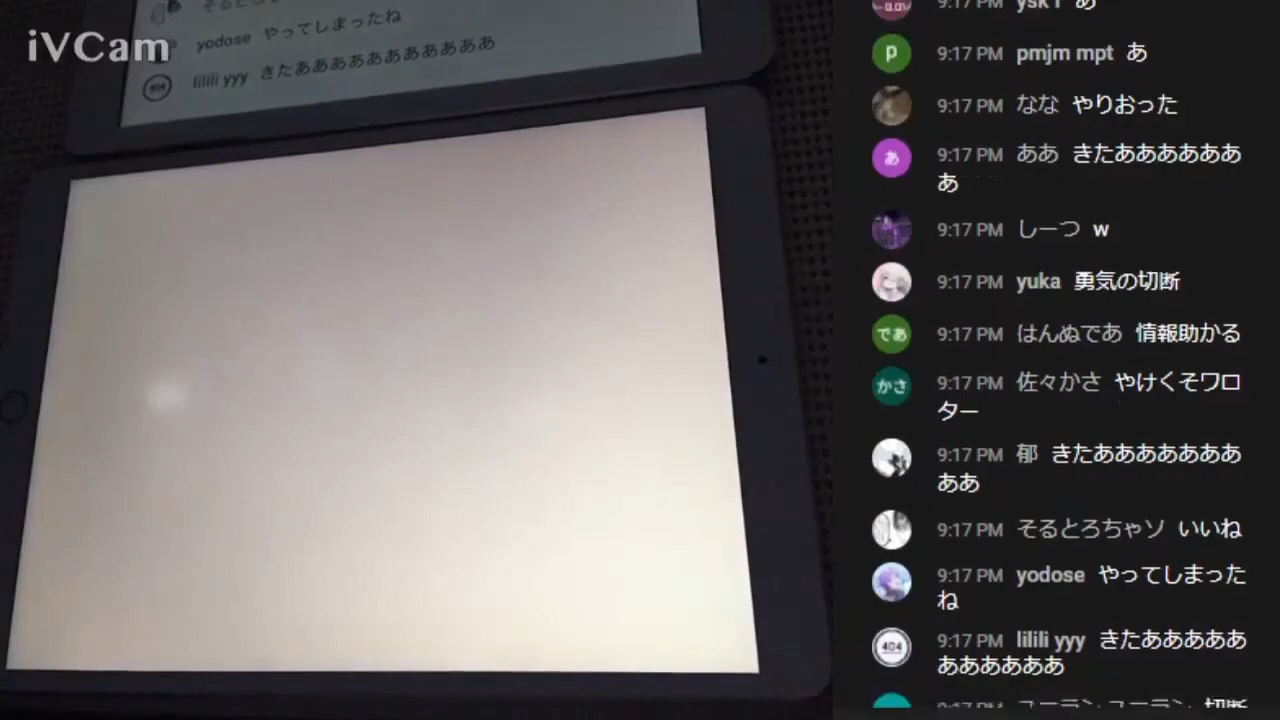 iVCam
yodose やってしまったね
lilili yyy きたああああああああああああ
9:17 PM pmjm mpt あ
9:17 PM なな やりおった
9:17 PM ああ きたああああああ
あ
9:17 PM しーつ w
9:17 PM yuka 勇気の切断
9:17 PM はんぬであ 情報助かる
9:17 PM 佐々かさ やけくそワロ
ター
9:17 PM 郁 きたあああああああ
ああ
9:17 PM そるとろちゃソ いいね
9:17 PM yodose やってしまった
ね
9:17 PM lilili yyy きたあああああ
ああああああ
P
あ
であ
かさ
404